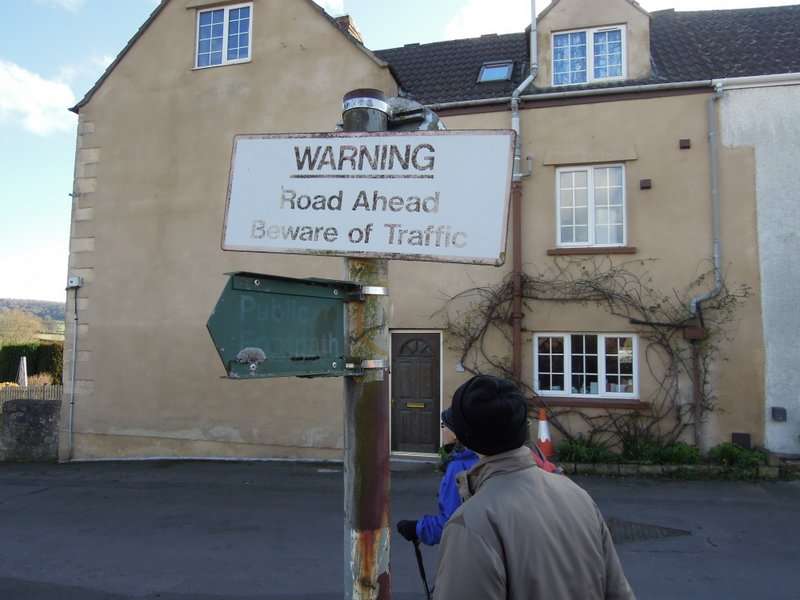 WARNING
Road Ahead
Beware of Traffic
Public
Footpath